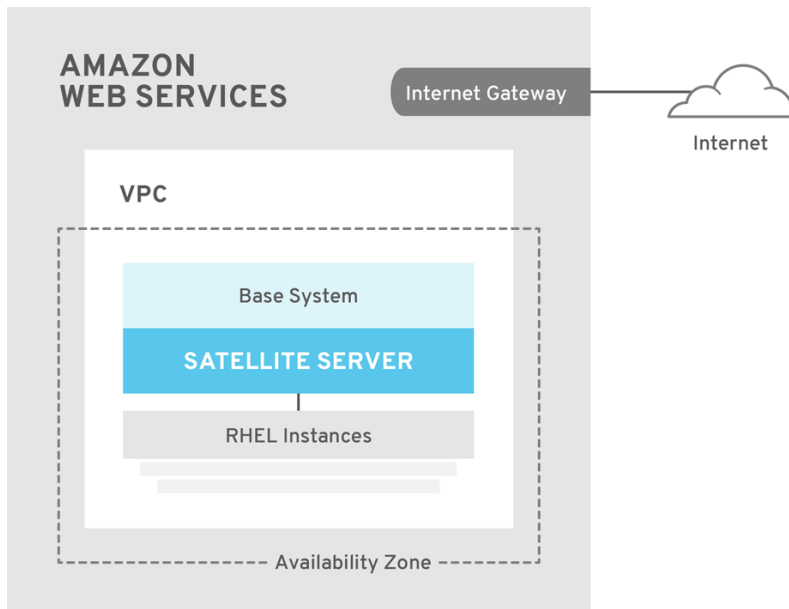 AMAZON
WEB SERVICES
Internet Gateway
Internet
VPC
Base System
SATELLITE SERVER
RHEL Instances
Availability Zone